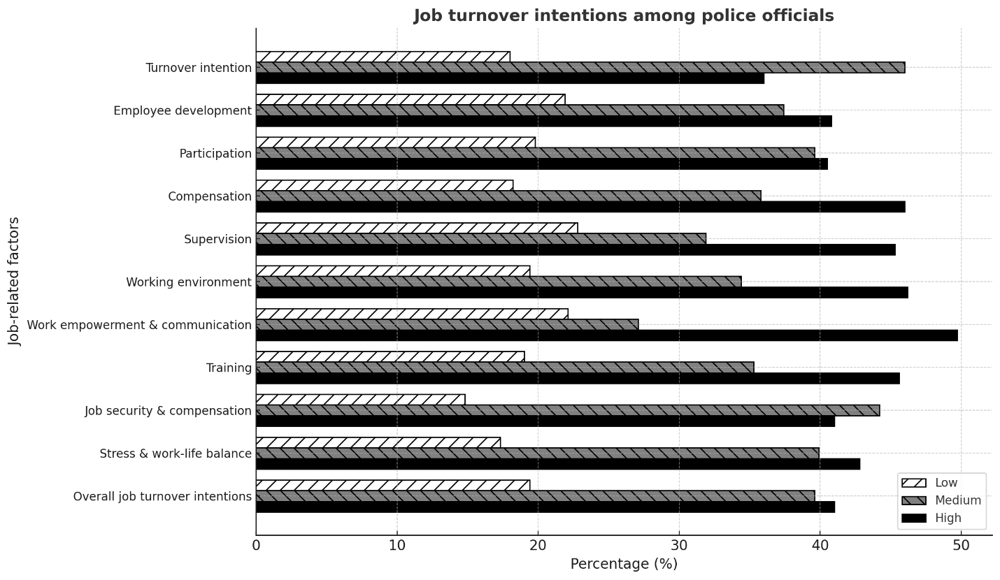 Job turnover intentions among police officials
Job-related factors
Turnover intention
Employee development
Participation
Compensation
Supervision
Working environment
Work empowerment & communication
Training
Job security & compensation
Stress & work-life balance
Overall job turnover intentions
Low
Medium
High
0 10 20 30 40 50
Percentage (%)